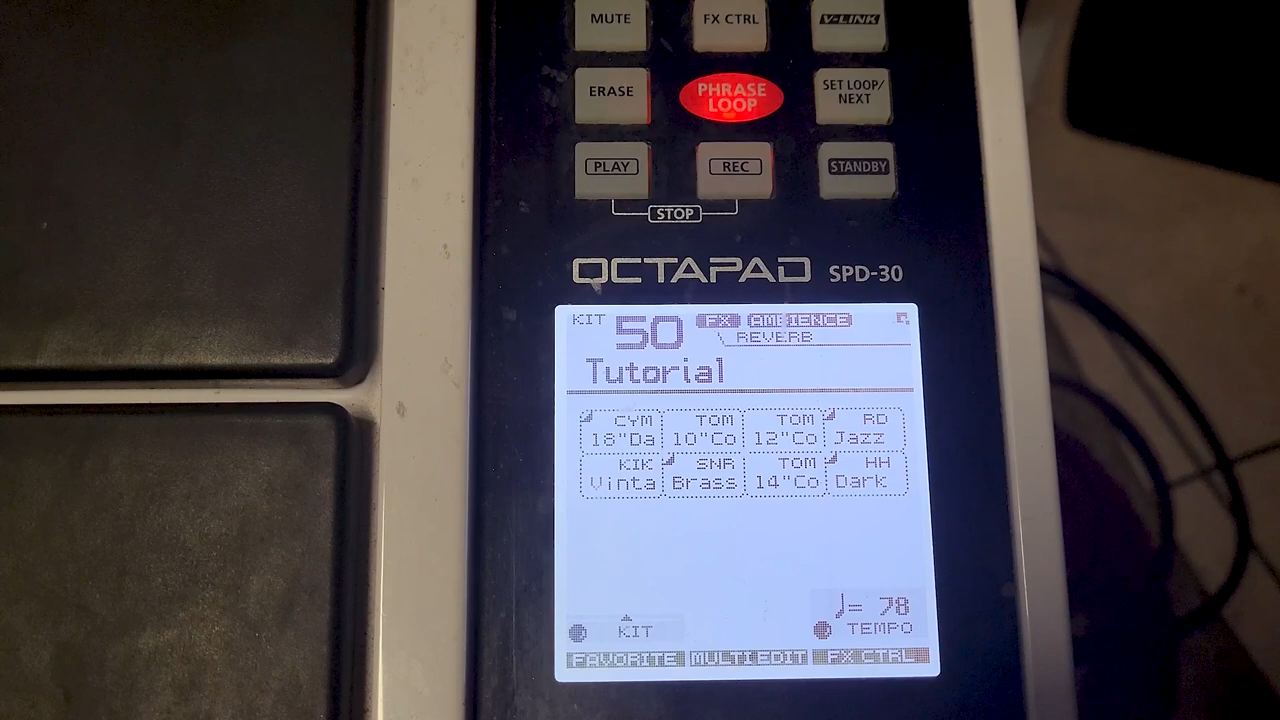 MUTE FX CTRL V-LINK
ERASE PHRASE LOOP SET LOOP/ NEXT
PLAY REC STANDBY
STOP
OCTAPAD SPD-30
KIT 50 FX AMBIENCE
REVERB
Tutorial
CYM TOM TOM RD
18"Da 10"Co 12"Co Jazz
KIK SNR TOM HH
Vinta Brass 14"Co Dark
♩= 78
KIT TEMPO
FAVORITE MULTI EDIT FX CTRL